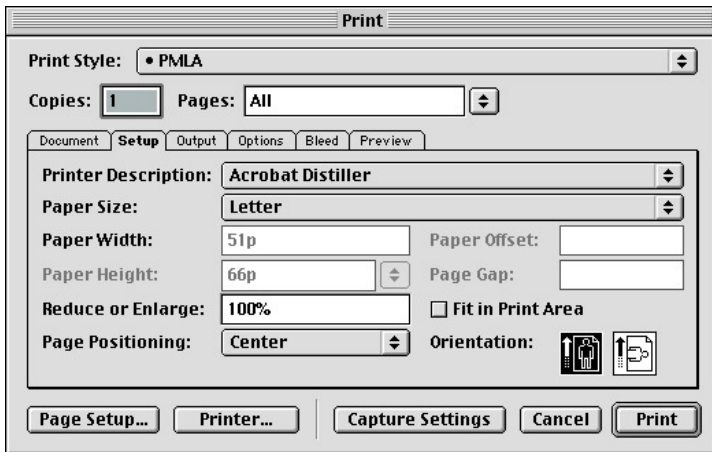 Print
Print Style: • PMLA
Copies: 1 Pages: All
Document Setup Output Options Bleed Preview
Printer Description: Acrobat Distiller
Paper Size: Letter
Paper Width: 51p Paper Offset:
Paper Height: 66p Page Gap:
Reduce or Enlarge: 100% Fit in Print Area
Page Positioning: Center Orientation:
Page Setup... Printer... Capture Settings Cancel Print